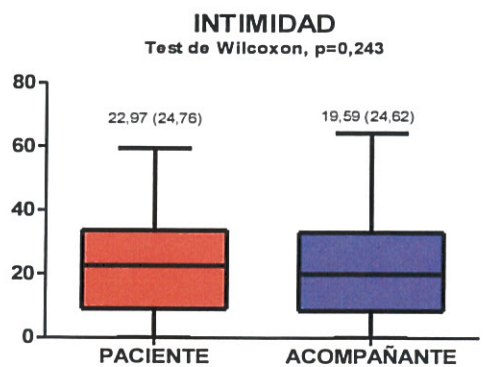 INTIMIDAD
Test de Wilcoxon, p=0,243
80
22,97 (24,76)
19,59 (24,62)
60
40
20
0
PACIENTE
ACOMPAÑANTE